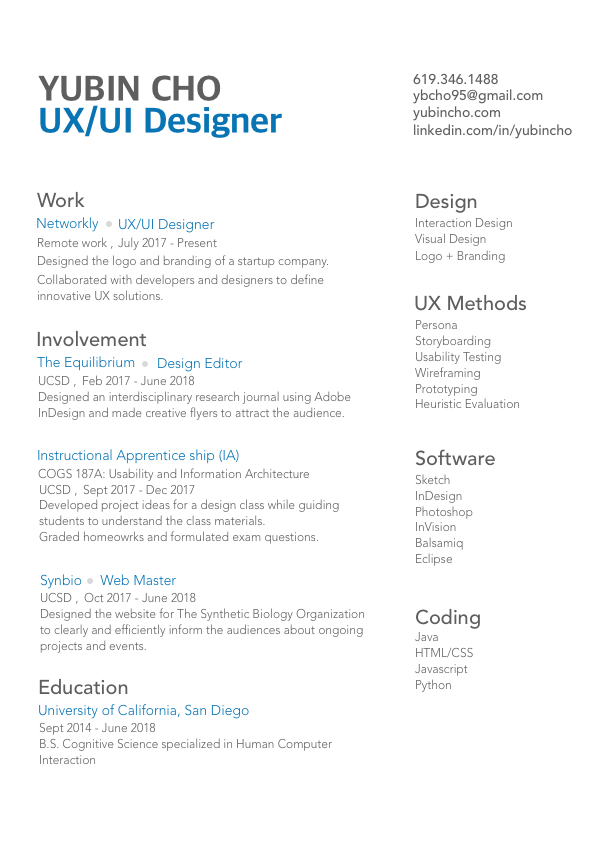 YUBIN CHO
UX/UI Designer
619.346.1488
ybcho95@gmail.com
yubincho.com
linkedin.com/in/yubincho
Work
Networkly ● UX/UI Designer
Remote work , July 2017 - Present
Designed the logo and branding of a startup company.
Collaborated with developers and designers to define
innovative UX solutions.
Involvement
The Equilibrium ● Design Editor
UCSD , Feb 2017 - June 2018
Designed an interdisciplinary research journal using Adobe
InDesign and made creative flyers to attract the audience.
Instructional Apprentice ship (IA)
COGS 187A: Usability and Information Architecture
UCSD , Sept 2017 - Dec 2017
Developed project ideas for a design class while guiding
students to understand the class materials.
Graded homeowrks and formulated exam questions.
Synbio ● Web Master
UCSD , Oct 2017 - June 2018
Designed the website for The Synthetic Biology Organization
to clearly and efficiently inform the audiences about ongoing
projects and events.
Education
University of California, San Diego
Sept 2014 - June 2018
B.S. Cognitive Science specialized in Human Computer
Interaction
Design
Interaction Design
Visual Design
Logo + Branding
UX Methods
Persona
Storyboarding
Usability Testing
Wireframing
Prototyping
Heuristic Evaluation
Software
Sketch
InDesign
Photoshop
InVision
Balsamiq
Eclipse
Coding
Java
HTML/CSS
Javascript
Python